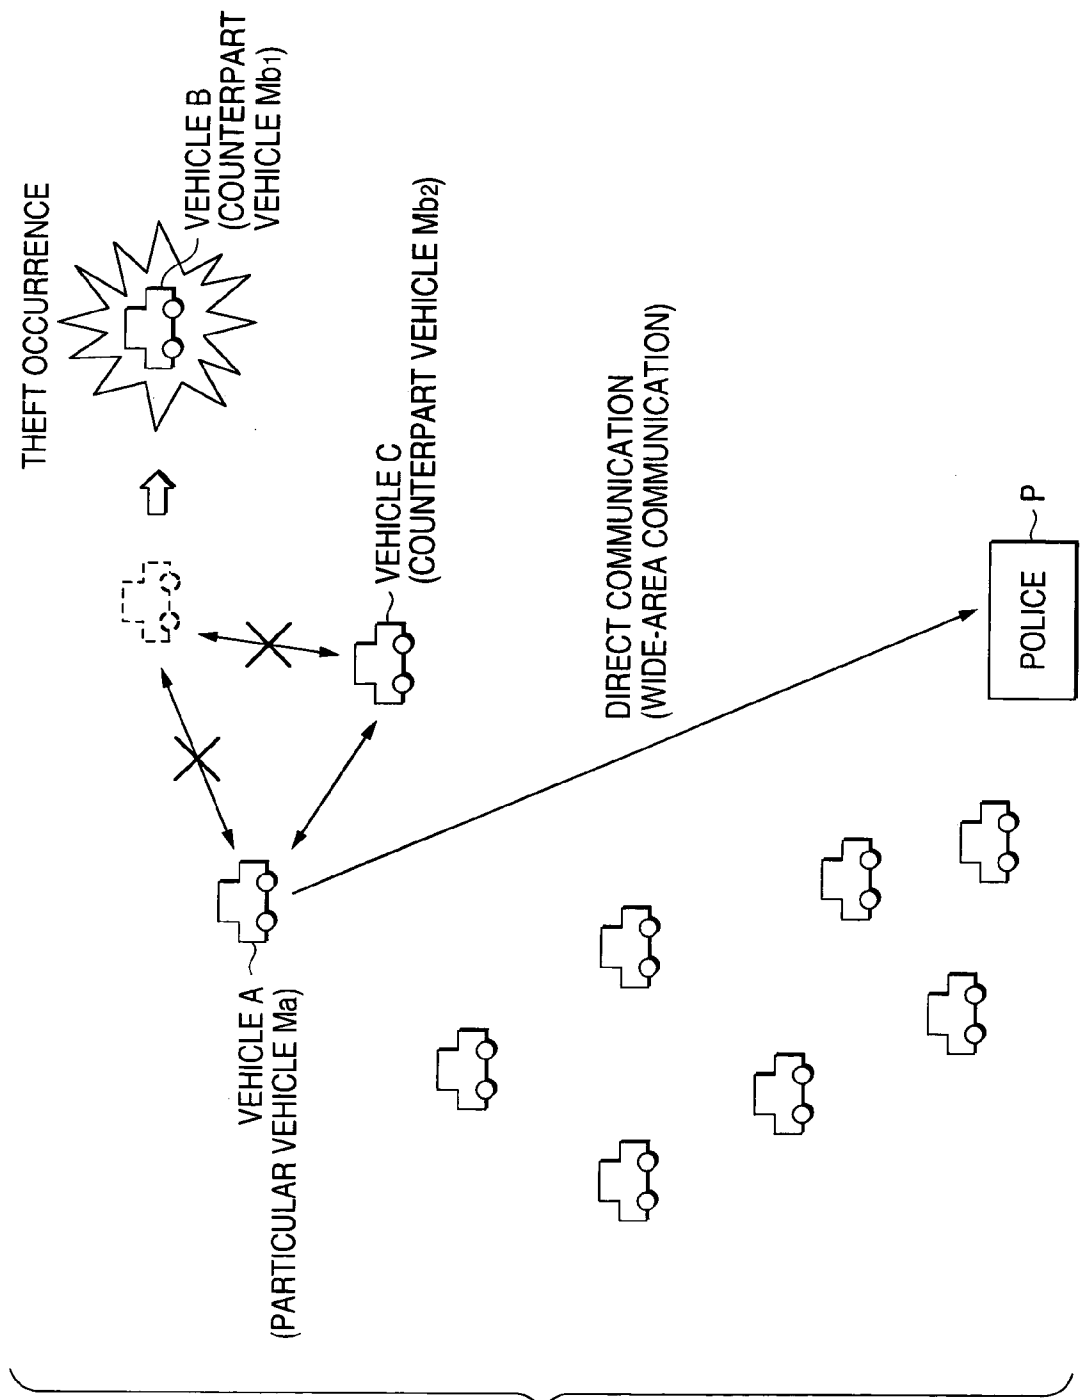 THEFT OCCURRENCE
VEHICLE B
(COUNTERPART
VEHICLE Mb1)
VEHICLE C
(COUNTERPART VEHICLE Mb2)
VEHICLE A
(PARTICULAR VEHICLE Ma)
DIRECT COMMUNICATION
(WIDE-AREA COMMUNICATION)
POLICE
P